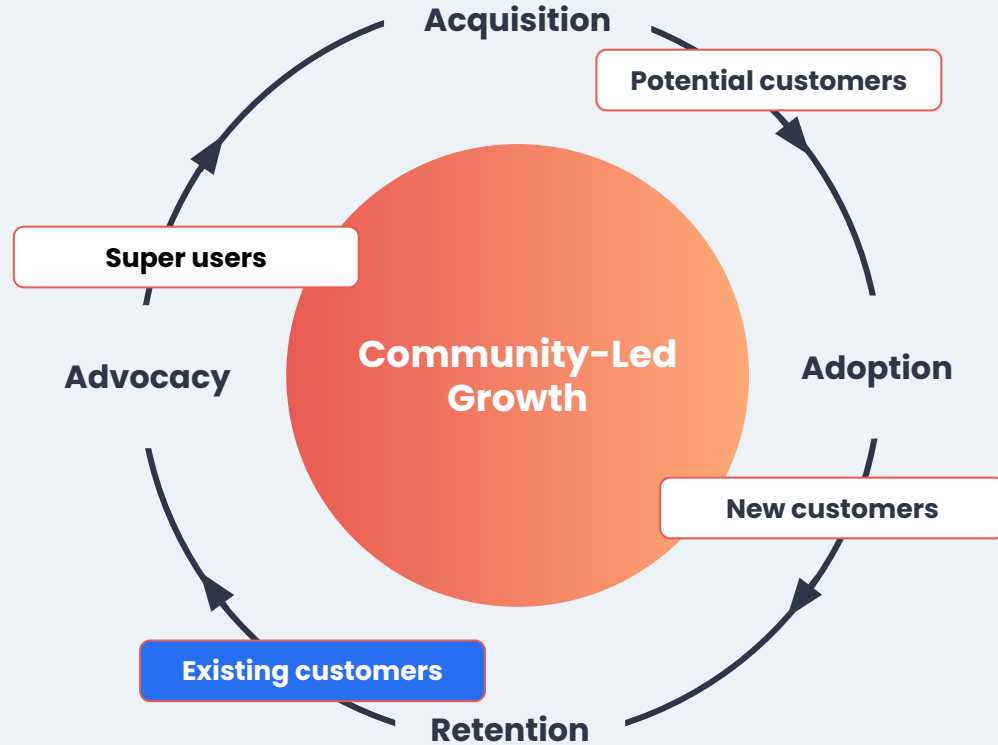 Acquisition
Potential customers
Super users
Community-Led
Growth
Advocacy
Adoption
New customers
Existing customers
Retention